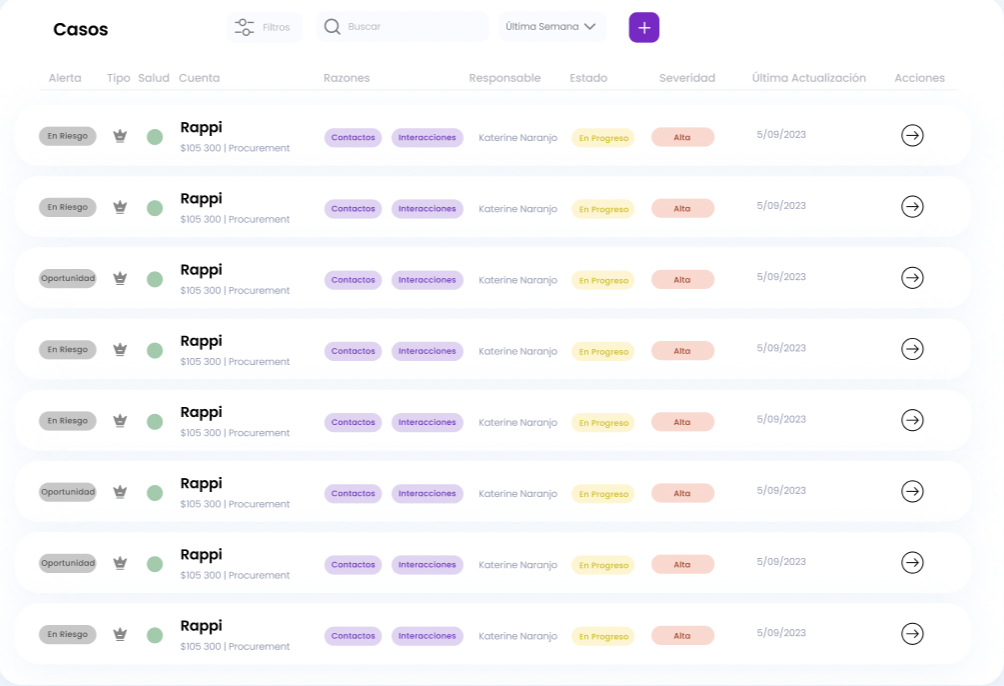 Casos Filtros Buscar Última Semana
Alerta Tipo Salud Cuenta Razones Responsable Estado Severidad Última Actualización Acciones
En Riesgo Rappi Contactos Interacciones Katerine Naranjo En Progreso Alta 5/09/2023
$105 300 | Procurement
En Riesgo Rappi Contactos Interacciones Katerine Naranjo En Progreso Alta 5/09/2023
$105 300 | Procurement
Oportunidad Rappi Contactos Interacciones Katerine Naranjo En Progreso Alta 5/09/2023
$105 300 | Procurement
En Riesgo Rappi Contactos Interacciones Katerine Naranjo En Progreso Alta 5/09/2023
$105 300 | Procurement
En Riesgo Rappi Contactos Interacciones Katerine Naranjo En Progreso Alta 5/09/2023
$105 300 | Procurement
Oportunidad Rappi Contactos Interacciones Katerine Naranjo En Progreso Alta 5/09/2023
$105 300 | Procurement
Oportunidad Rappi Contactos Interacciones Katerine Naranjo En Progreso Alta 5/09/2023
$105 300 | Procurement
En Riesgo Rappi Contactos Interacciones Katerine Naranjo En Progreso Alta 5/09/2023
$105 300 | Procurement